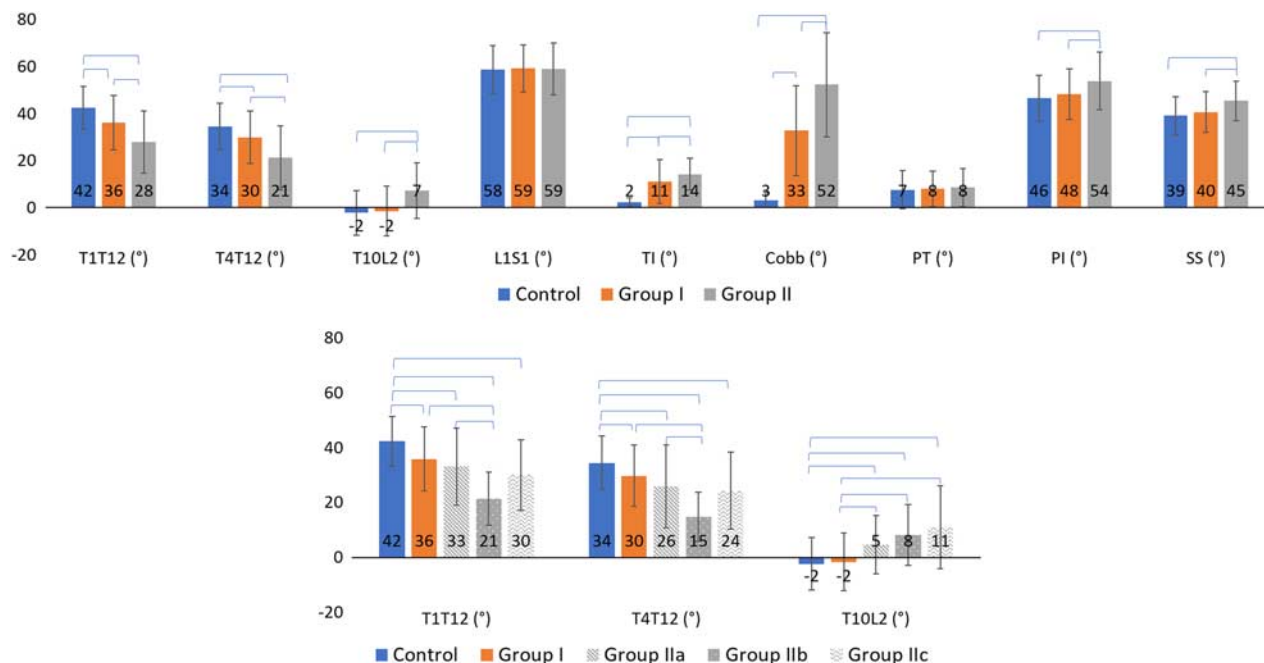 80
60
40
20
0
-20
42 36 28 34 30 21 -2 -2 7 58 59 59 2 11 14 3 33 52 7 8 8 46 48 54 39 40 45
T1T12 (°) T4T12 (°) T10L2 (°) L1S1 (°) TI (°) Cobb (°) PT (°) PI (°) SS (°)
Control Group I Group II
80
60
40
20
0
-20
42 36 33 21 30 34 30 26 15 24 -2 -2 5 8 11
T1T12 (°) T4T12 (°) T10L2 (°)
Control Group I Group IIa Group IIb Group IIc